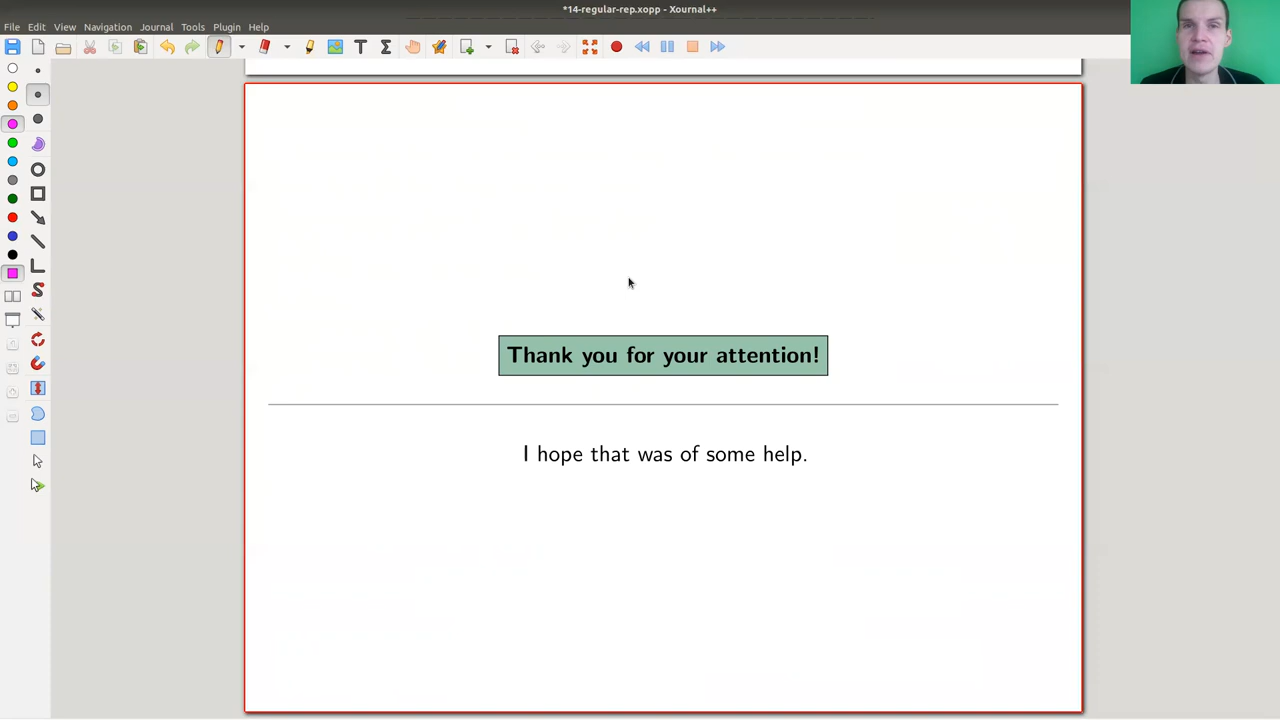 *14-regular-rep.xopp - Xournal++
File Edit View Navigation Journal Tools Plugin Help
Thank you for your attention!
I hope that was of some help.